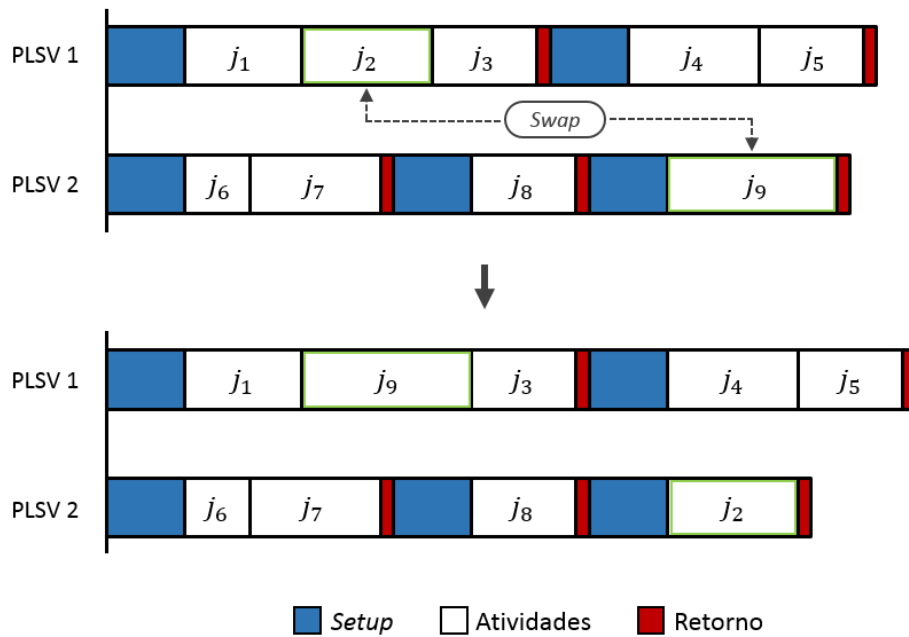 PLSV 1 j₁ j₂ j₃ j₄ j₅
Swap
PLSV 2 j₆ j₇ j₈ j₉
PLSV 1 j₁ j₉ j₃ j₄ j₅
PLSV 2 j₆ j₇ j₈ j₂
Setup Atividades Retorno